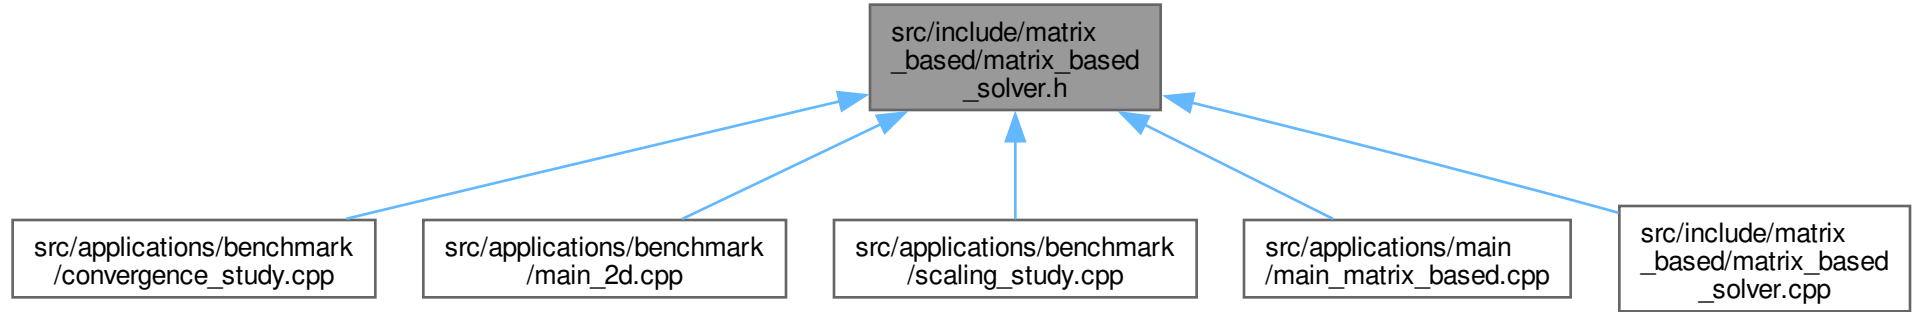 src/include/matrix
_based/matrix_based
_solver.h
src/applications/benchmark
/convergence_study.cpp
src/applications/benchmark
/main_2d.cpp
src/applications/benchmark
/scaling_study.cpp
src/applications/main
/main_matrix_based.cpp
src/include/matrix
_based/matrix_based
_solver.cpp